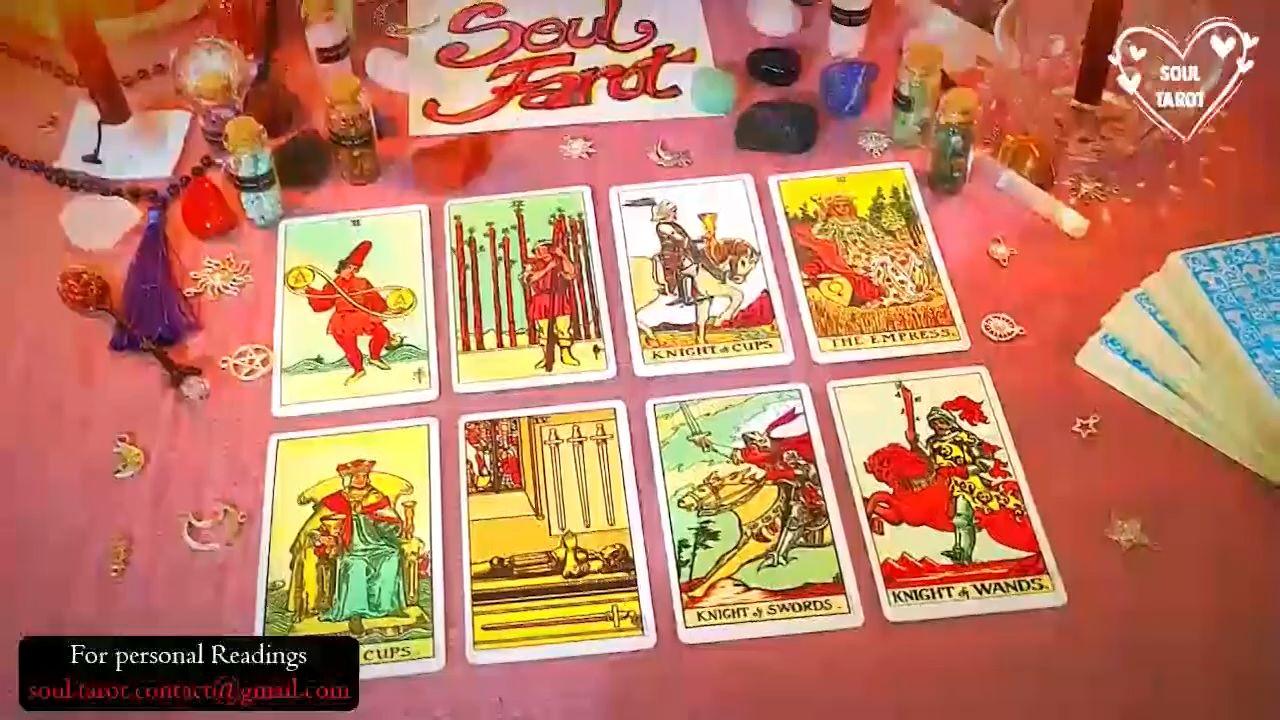 Soul
Tarot
SOUL
TAROT
KNIGHT of CUPS
THE EMPRESS.
CUPS.
KNIGHT of SWORDS.
KNIGHT of WANDS.
For personal Readings
soul.tarot.contact@gmail.com